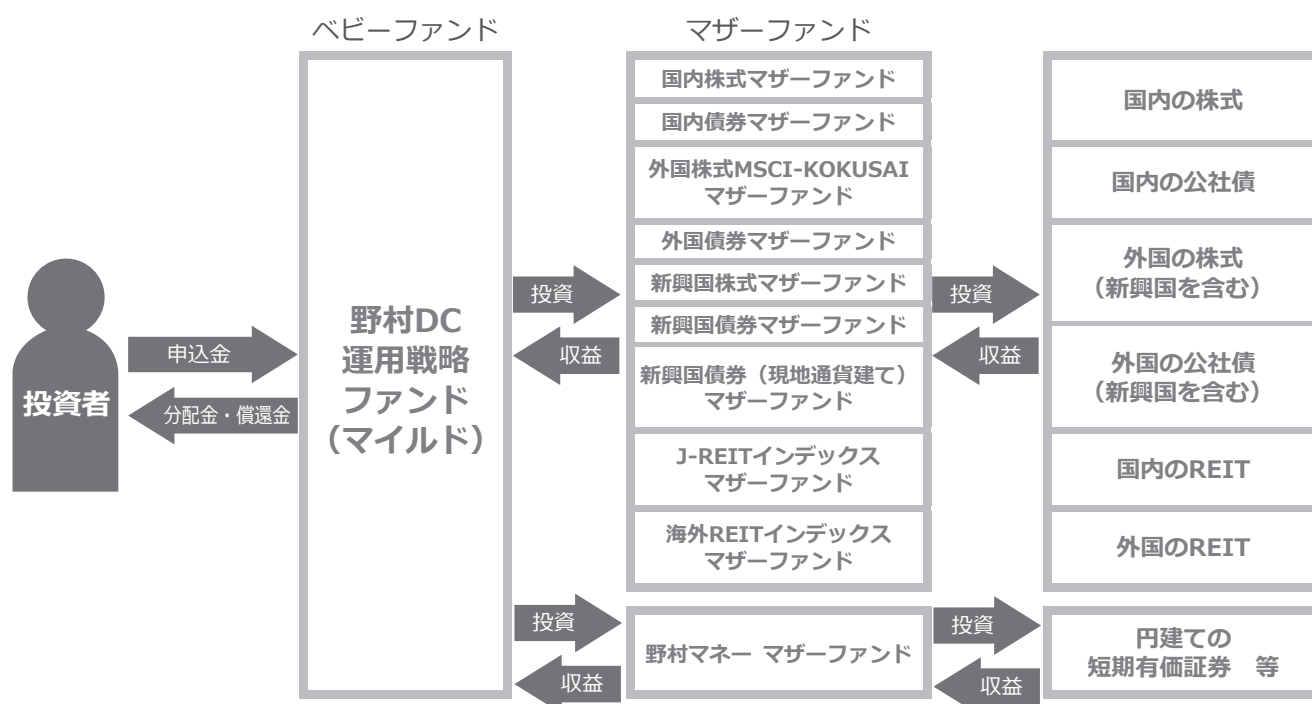 ベビーファンド
マザーファンド
投資者
申込金
分配金・償還金
野村DC
運用戦略
ファンド
（マイルド）
投資
収益
国内株式マザーファンド
国内債券マザーファンド
外国株式MSCI-KOKUSAI
マザーファンド
外国債券マザーファンド
新興国株式マザーファンド
新興国債券マザーファンド
新興国債券（現地通貨建て）
マザーファンド
J-REITインデックス
マザーファンド
海外REITインデックス
マザーファンド
投資
収益
国内の株式
国内の公社債
外国の株式
（新興国を含む）
外国の公社債
（新興国を含む）
国内のREIT
外国のREIT
投資
収益
野村マネー マザーファンド
投資
収益
円建ての
短期有価証券　等